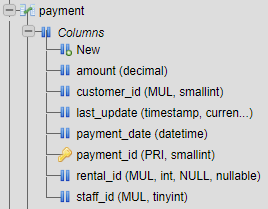 payment
Columns
New
amount (decimal)
customer_id (MUL, smallint)
last_update (timestamp, curren...)
payment_date (datetime)
payment_id (PRI, smallint)
rental_id (MUL, int, NULL, nullable)
staff_id (MUL, tinyint)